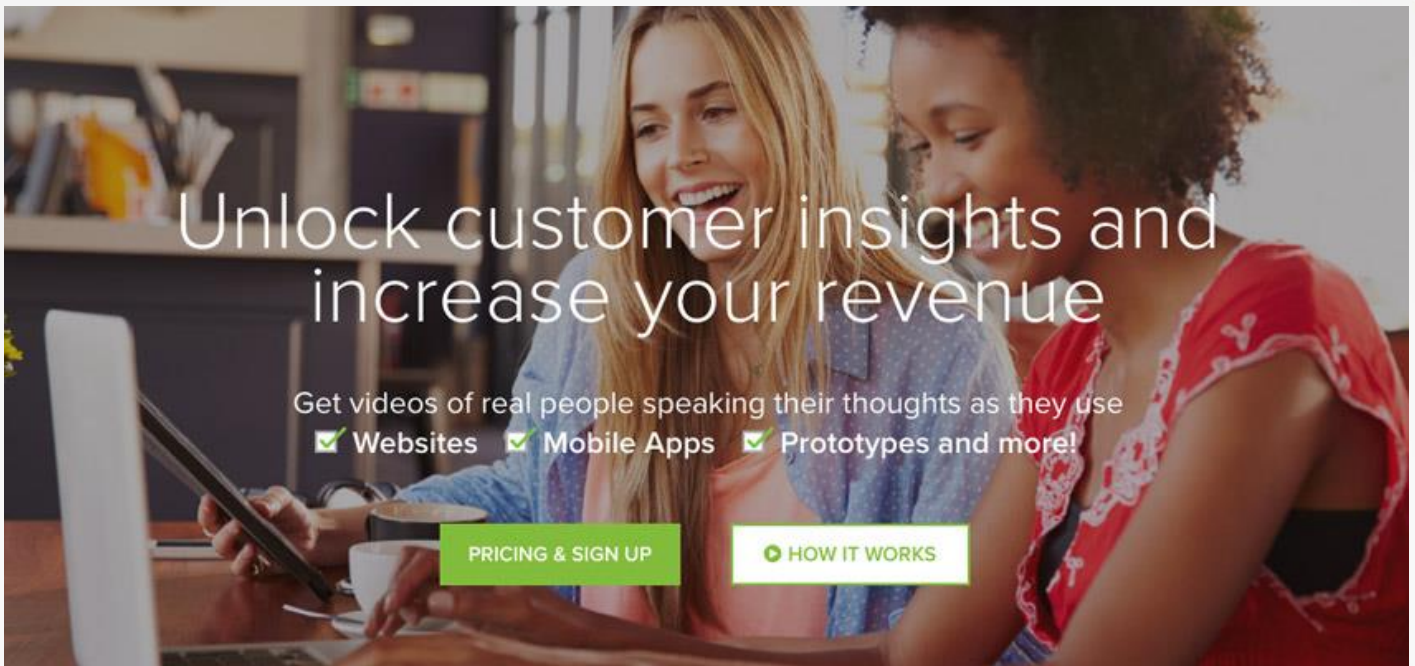 Unlock customer insights and
increase your revenue
Get videos of real people speaking their thoughts as they use
Websites Mobile Apps Prototypes and more!
PRICING & SIGN UP HOW IT WORKS